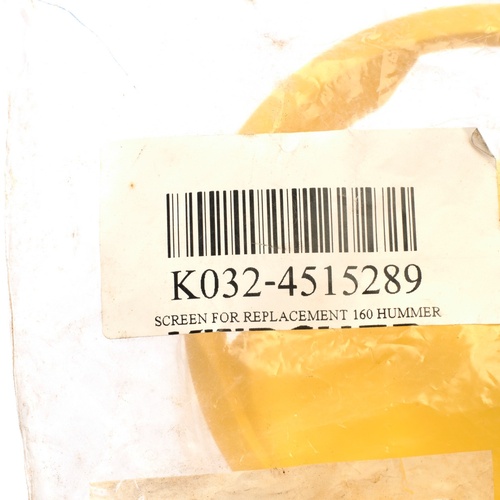 K032-4515289
SCREEN FOR REPLACEMENT 160 HUMMER